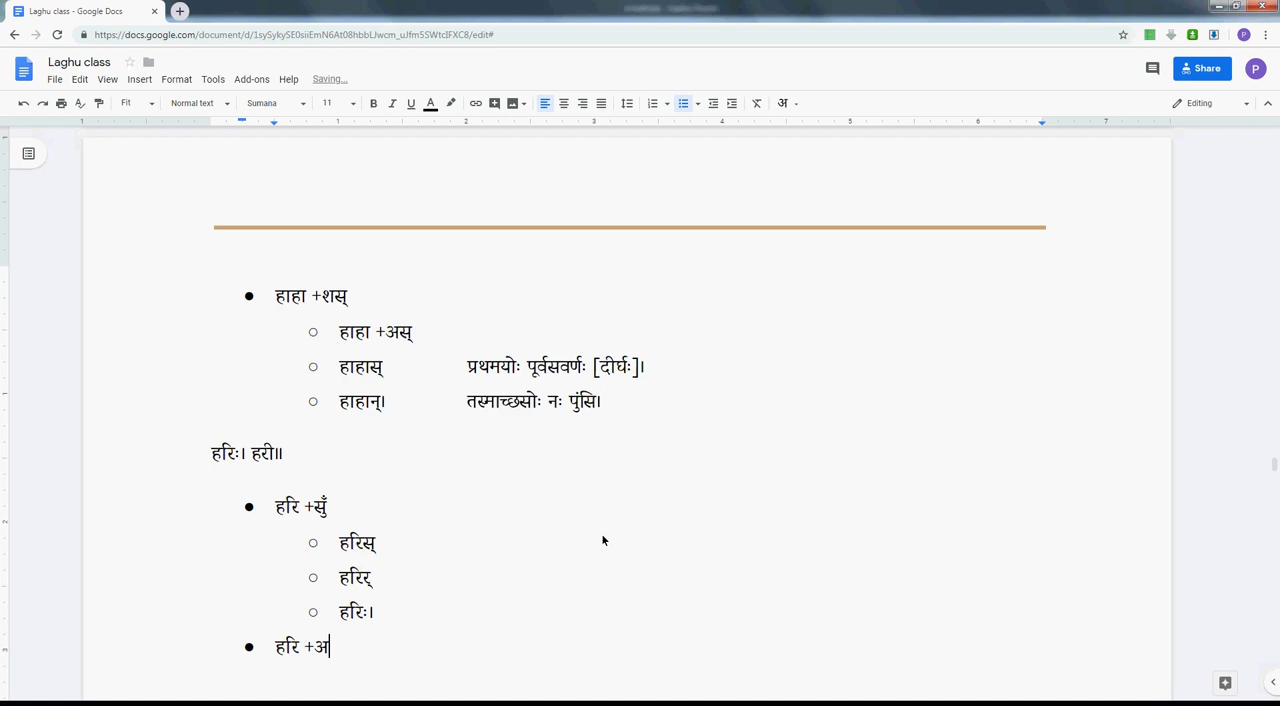 Laghu class - Google Docs
https://docs.google.com/document/d/1sySykySE0siiEmN6At08hbbLJwcm_uJfm5SWtcIFXC8/edit#
Laghu class
File Edit View Insert Format Tools Add-ons Help Saving...
Share
P
Fit Normal text Sumana 11 Editing
हाहा +शस्
हाहा +अस्
हाहास् प्रथमयोः पूर्वसवर्णः [दीर्घः]।
हाहान्। तस्माच्छसोः नः पुंसि।
हरिः। हरी॥
हरि +सुँ
हरिस्
हरिर्
हरिः।
हरि +अ